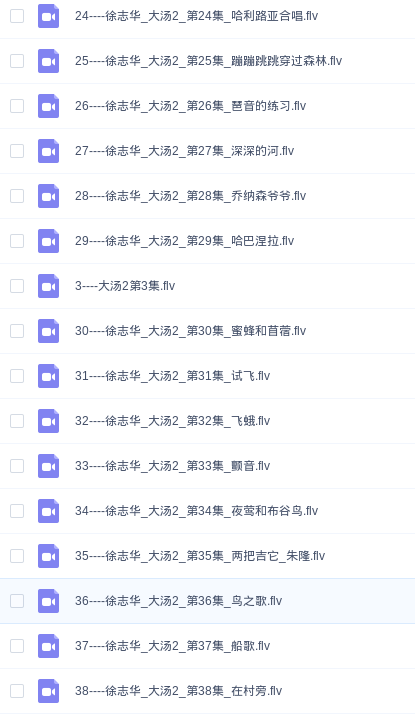 24----徐志华_大汤2_第24集_哈利路亚合唱.flv
25----徐志华_大汤2_第25集_蹦蹦跳跳穿过森林.flv
26----徐志华_大汤2_第26集_琶音的练习.flv
27----徐志华_大汤2_第27集_深深的河.flv
28----徐志华_大汤2_第28集_乔纳森爷爷.flv
29----徐志华_大汤2_第29集_哈巴涅拉.flv
3----大汤2第3集.flv
30----徐志华_大汤2_第30集_蜜蜂和苜蓿.flv
31----徐志华_大汤2_第31集_试飞.flv
32----徐志华_大汤2_第32集_飞蛾.flv
33----徐志华_大汤2_第33集_颤音.flv
34----徐志华_大汤2_第34集_夜莺和布谷鸟.flv
35----徐志华_大汤2_第35集_两把吉它_朱隆.flv
36----徐志华_大汤2_第36集_鸟之歌.flv
37----徐志华_大汤2_第37集_船歌.flv
38----徐志华_大汤2_第38集_在村旁.flv